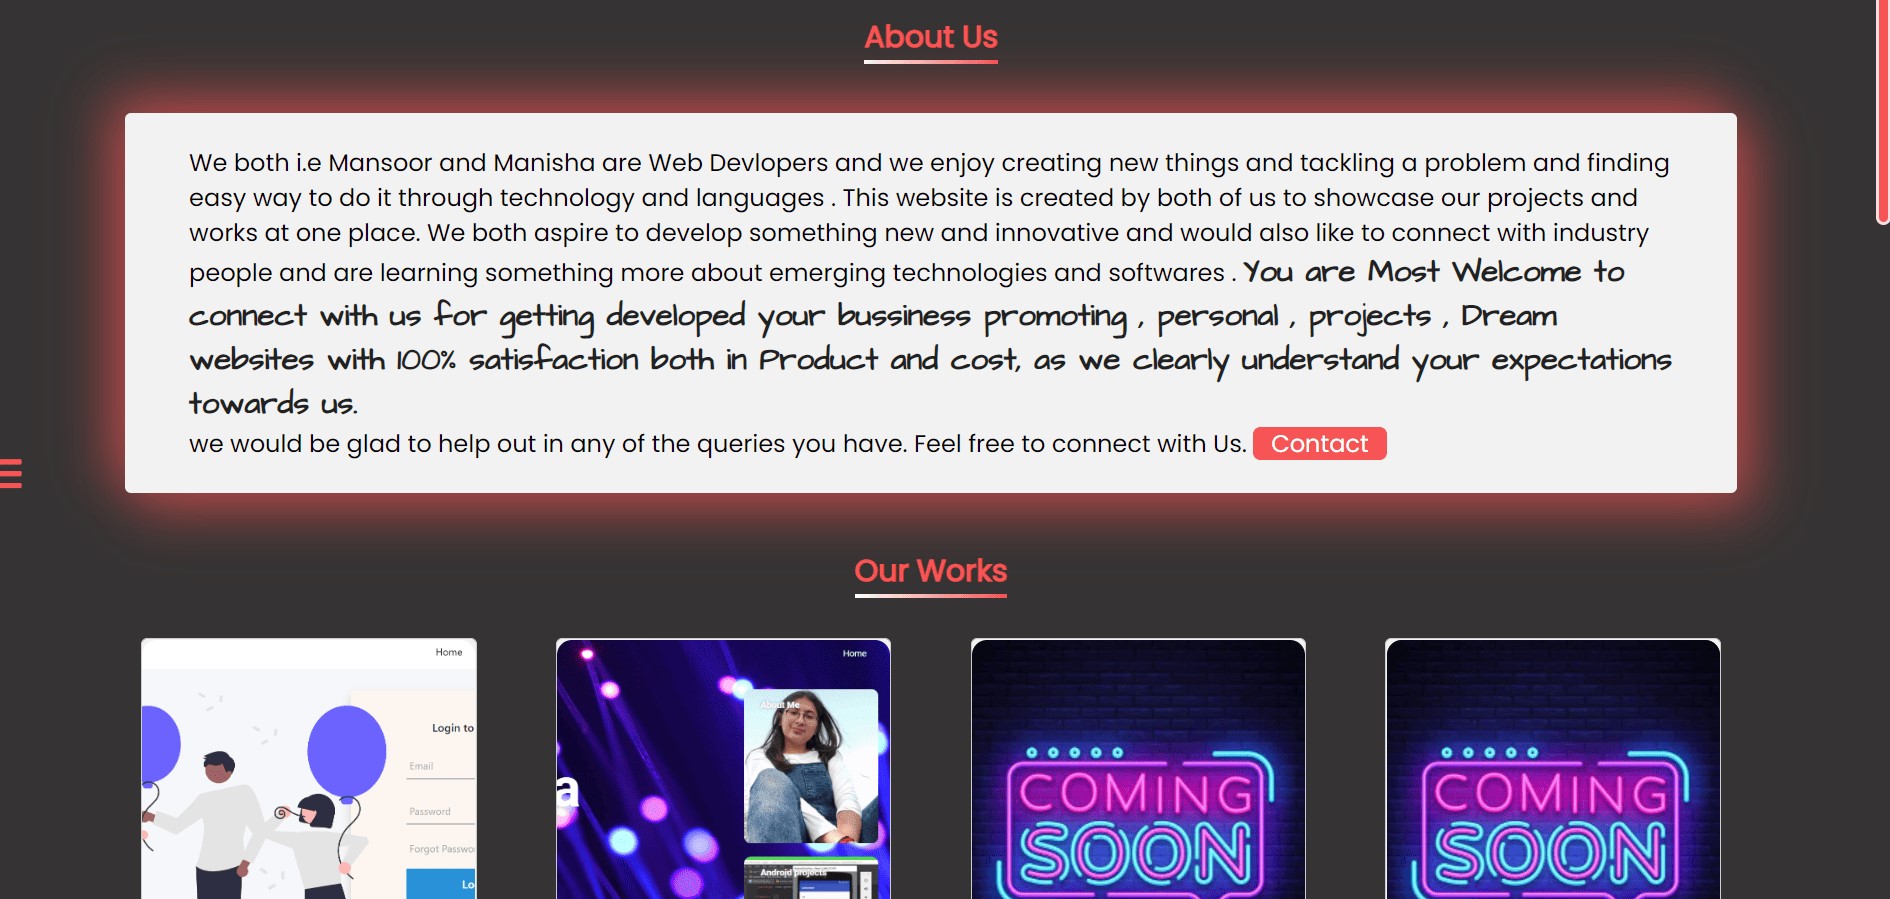 About Us
We both i.e Mansoor and Manisha are Web Devlopers and we enjoy creating new things and tackling a problem and finding
easy way to do it through technology and languages . This website is created by both of us to showcase our projects and
works at one place. We both aspire to develop something new and innovative and would also like to connect with industry
people and are learning something more about emerging technologies and softwares . You are Most Welcome to
connect with us for getting developed your bussiness promoting , personal , projects , Dream
websites with 100% satisfaction both in Product and cost, as we clearly understand your expectations
towards us.
we would be glad to help out in any of the queries you have. Feel free to connect with Us. Contact
Our Works
Home
Login to
Email
Password
Forgot Passwo
Lo
Home
About Me
a
Android projects
COMING
SOON
COMING
SOON